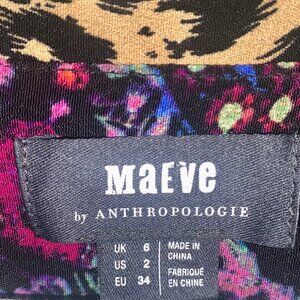 MAEVE
by ANTHROPOLOGIE
UK 6 MADE IN
US 2 CHINA
EU 34 FABRIQUÉ
EN CHINE